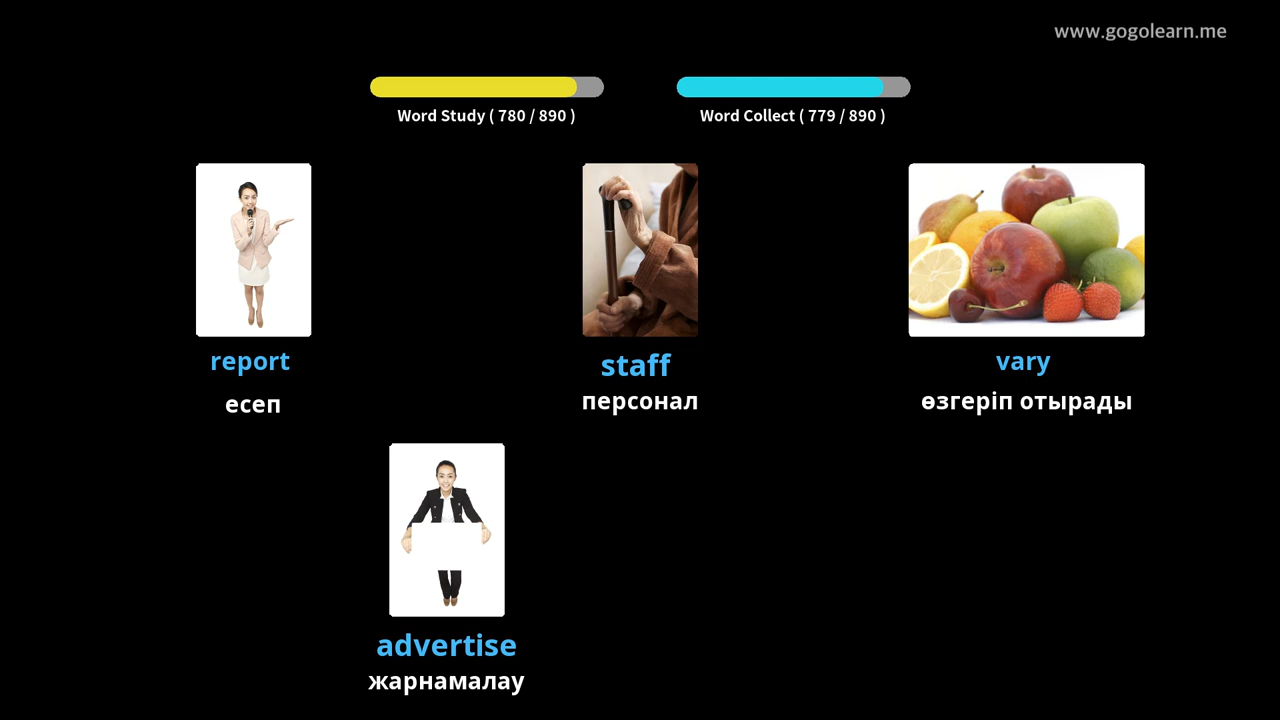 www.gogolearn.me
Word Study ( 780 / 890 )
Word Collect ( 779 / 890 )
report
есеп
staff
персонал
vary
өзгеріп отырады
advertise
жарнамалау